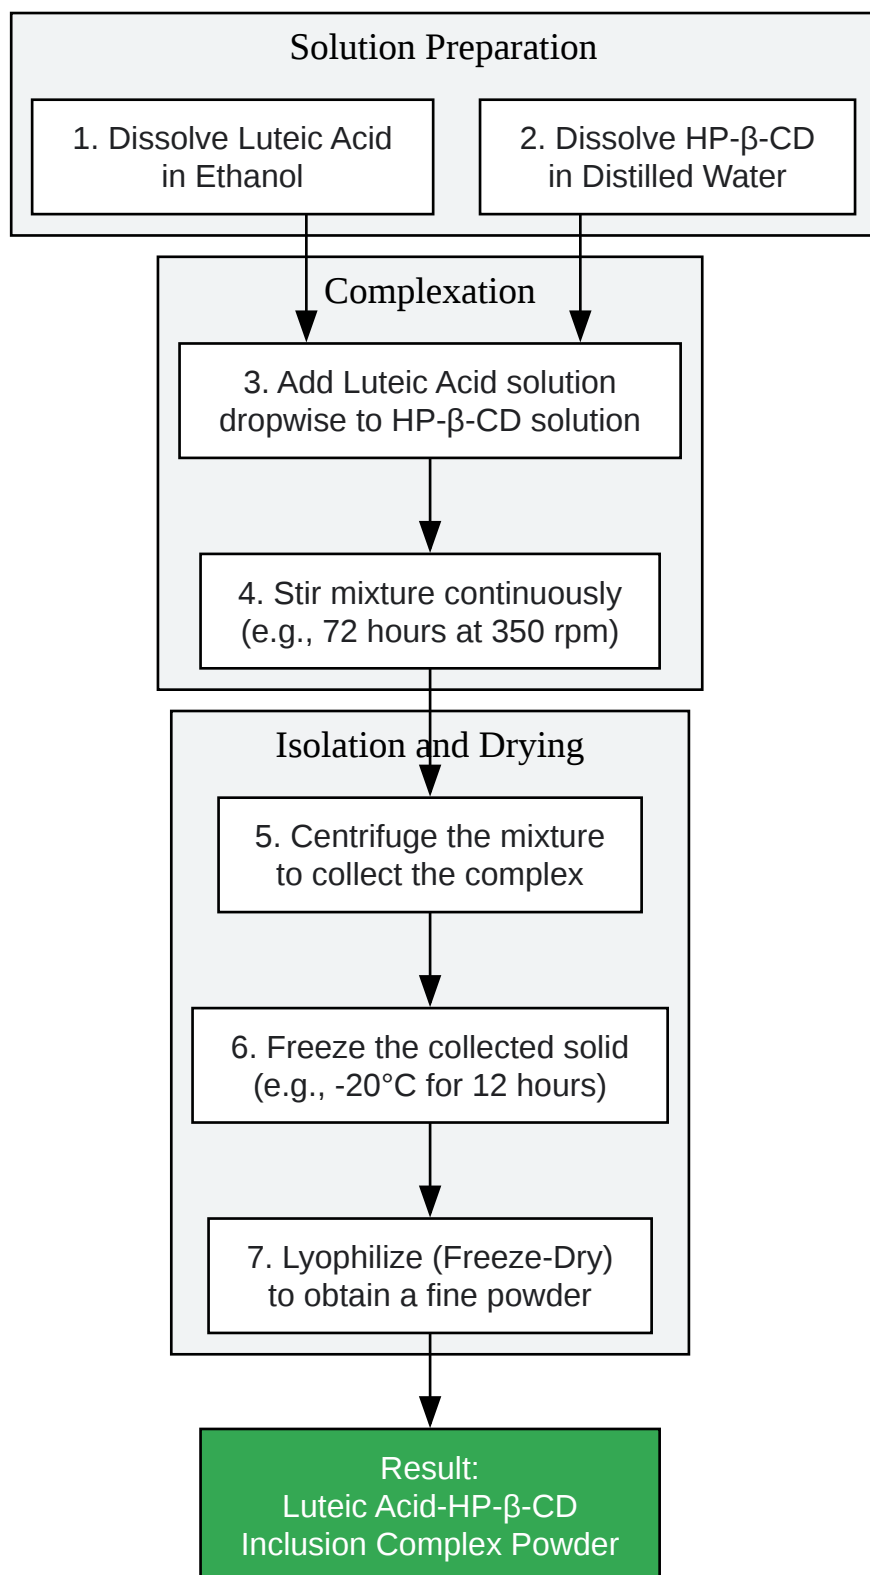 Solution Preparation
1. Dissolve Luteic Acid
in Ethanol
2. Dissolve HP-β-CD
in Distilled Water
Complexation
3. Add Luteic Acid solution
dropwise to HP-β-CD solution
4. Stir mixture continuously
(e.g., 72 hours at 350 rpm)
Isolation and Drying
5. Centrifuge the mixture
to collect the complex
6. Freeze the collected solid
(e.g., -20°C for 12 hours)
7. Lyophilize (Freeze-Dry)
to obtain a fine powder
Result:
Luteic Acid-HP-β-CD
Inclusion Complex Powder